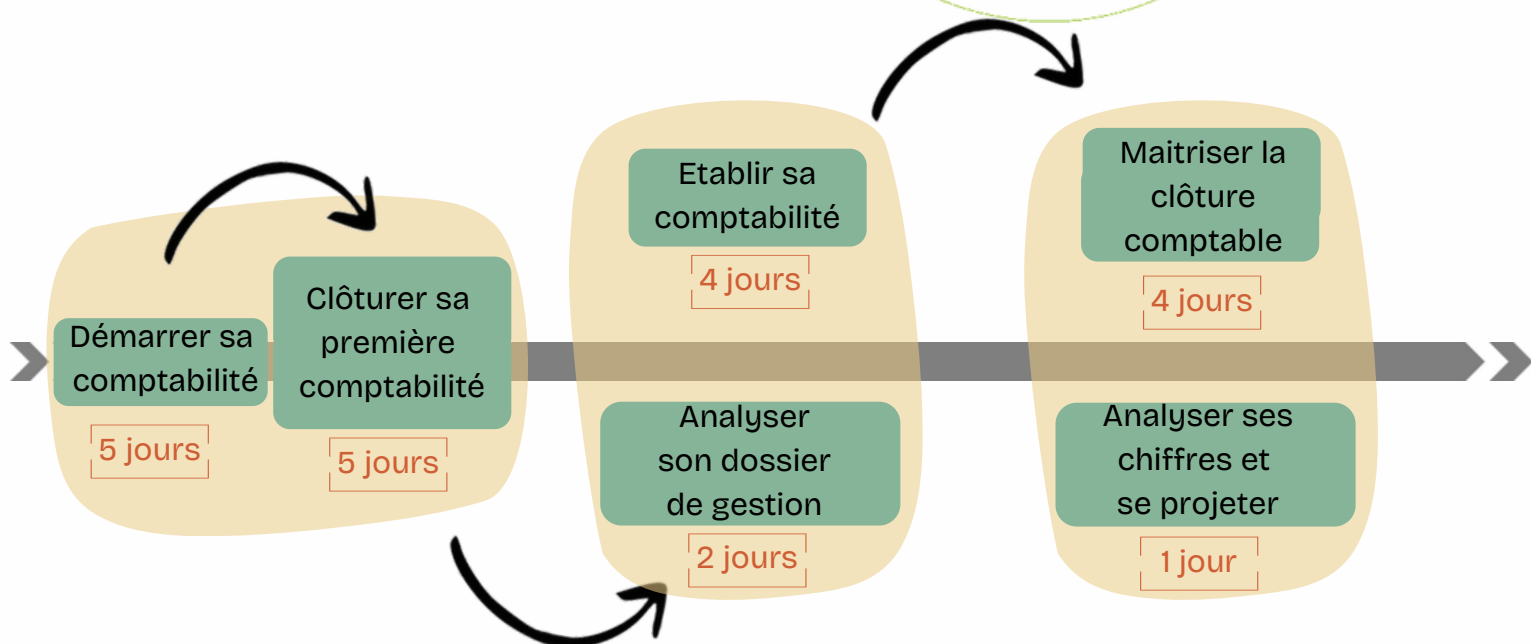 Démarrer sa
comptabilité
5 jours
Clôturer sa
première
comptabilité
5 jours
Etablir sa
comptabilité
4 jours
Analyser
son dossier
de gestion
2 jours
Maitriser la
clôture
comptable
4 jours
Analyser ses
chiffres et
se projeter
1 jour